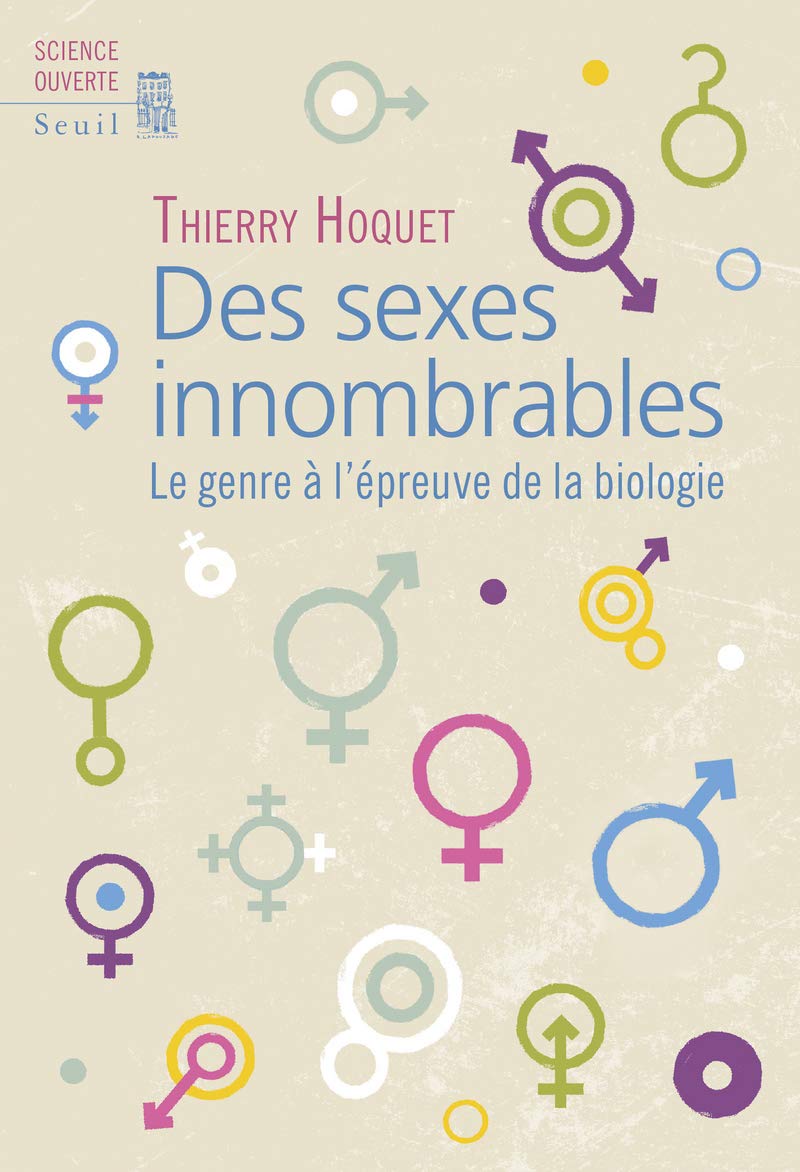 SCIENCE
OUVERTE
Seuil
THIERRY HOQUET
Des sexes
innombrables
Le genre à l'épreuve de la biologie